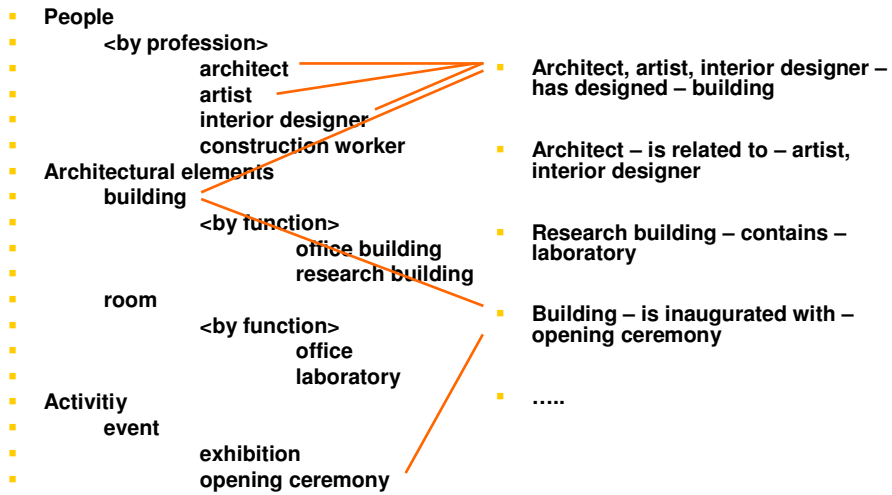 People
<by profession>
architect
artist
interior designer
construction worker
Architectural elements
building
<by function>
office building
research building
room
<by function>
office
laboratory
Activitiy
event
exhibition
opening ceremony
Architect, artist, interior designer –
has designed – building
Architect – is related to – artist,
interior designer
Research building – contains –
laboratory
Building – is inaugurated with –
opening ceremony
…..